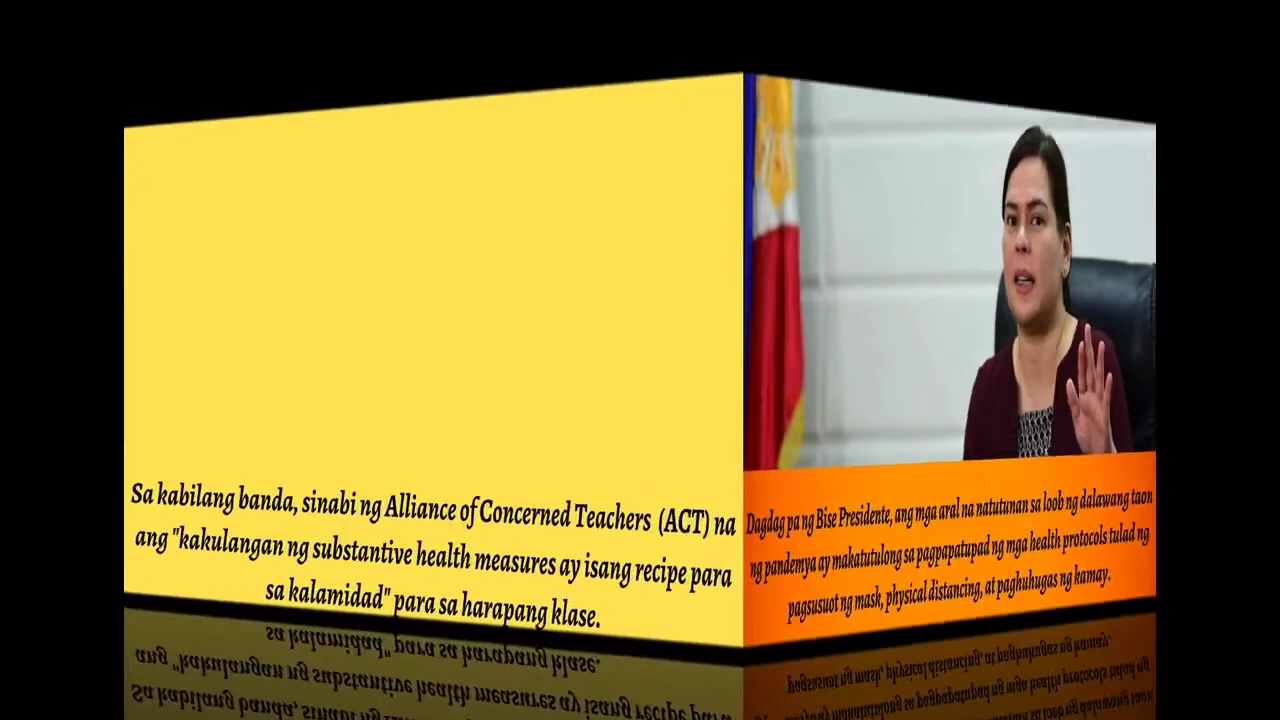 Sa kabilang banda, sinabi ng Alliance of Concerned Teachers (ACT) na
ang "kakulangan ng substantive health measures ay isang recipe para
sa kalamidad" para sa harapang klase.
Dagdag pa ng Bise Presidente, ang mga aral na natutunan sa loob ng dalawang taon
ng pandemya ay makatutulong sa pagpapatupad ng mga health protocols tulad ng
pagsusuot ng mask, physical distancing, at paghuhugas ng kamay.